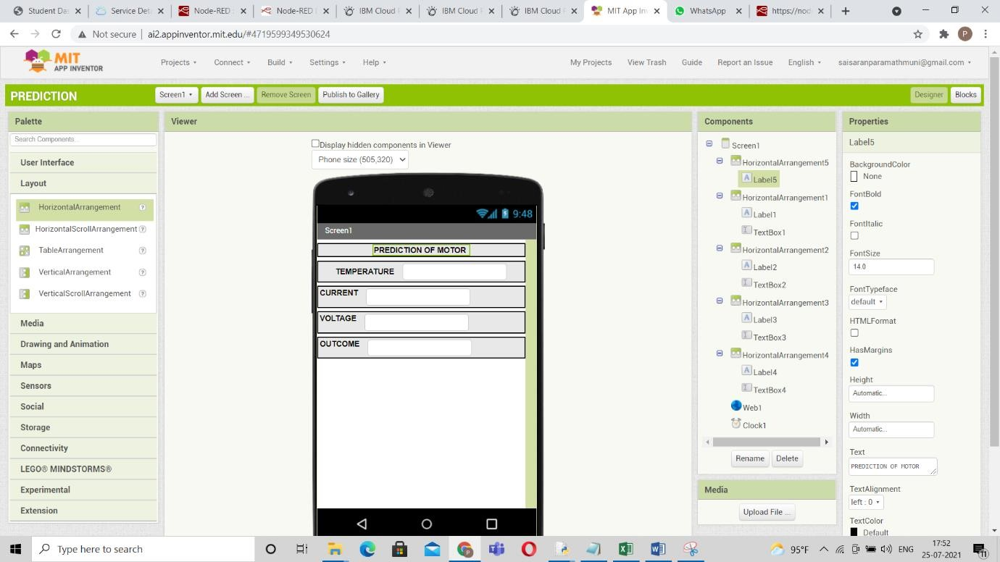 Student Das
Service Deta
Node-RED :
Node-RED I
IBM Cloud F
IBM Cloud F
IBM Cloud F
MIT App In
WhatsApp
https://nod
Not secure | ai2.appinventor.mit.edu/#4719599349530624
P
MIT
APP INVENTOR
Projects
Connect
Build
Settings
Help
My Projects
View Trash
Guide
Report an Issue
English
saisaranparamathmuni@gmail.com
PREDICTION
Screen1
Add Screen ...
Remove Screen
Publish to Gallery
Designer
Blocks
Palette
Search Components...
User Interface
Layout
HorizontalArrangement ?
HorizontalScrollArrangement ?
TableArrangement ?
VerticalArrangement ?
VerticalScrollArrangement ?
Media
Drawing and Animation
Maps
Sensors
Social
Storage
Connectivity
LEGO® MINDSTORMS®
Experimental
Extension
Viewer
Display hidden components in Viewer
Phone size (505,320)
9:48
Screen1
PREDICTION OF MOTOR
TEMPERATURE
CURRENT
VOLTAGE
OUTCOME
Components
Screen1
HorizontalArrangement5
A Label5
HorizontalArrangement1
A Label1
TextBox1
HorizontalArrangement2
A Label2
TextBox2
HorizontalArrangement3
A Label3
TextBox3
HorizontalArrangement4
A Label4
TextBox4
Web1
Clock1
Rename
Delete
Media
Upload File ...
Properties
Label5
BackgroundColor
None
FontBold
FontItalic
FontSize
14.0
FontTypeface
default
HTMLFormat
HasMargins
Height
Automatic...
Width
Automatic...
Text
PREDICTION OF MOTOR
TextAlignment
left : 0
TextColor
Default
Type here to search
95°F
ENG
17:52
25-07-2021
11